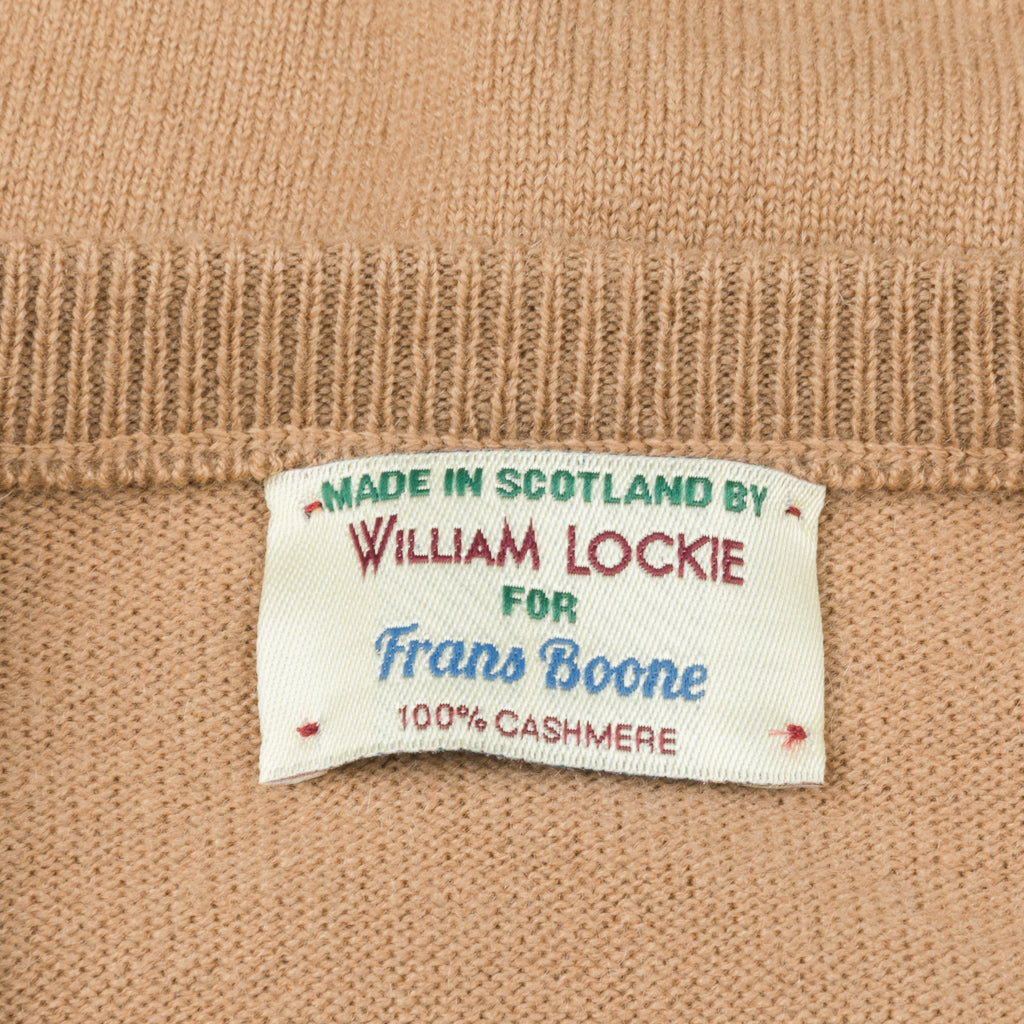 MADE IN SCOTLAND BY
WILLIAM LOCKIE
FOR
Frans Boone
100% CASHMERE